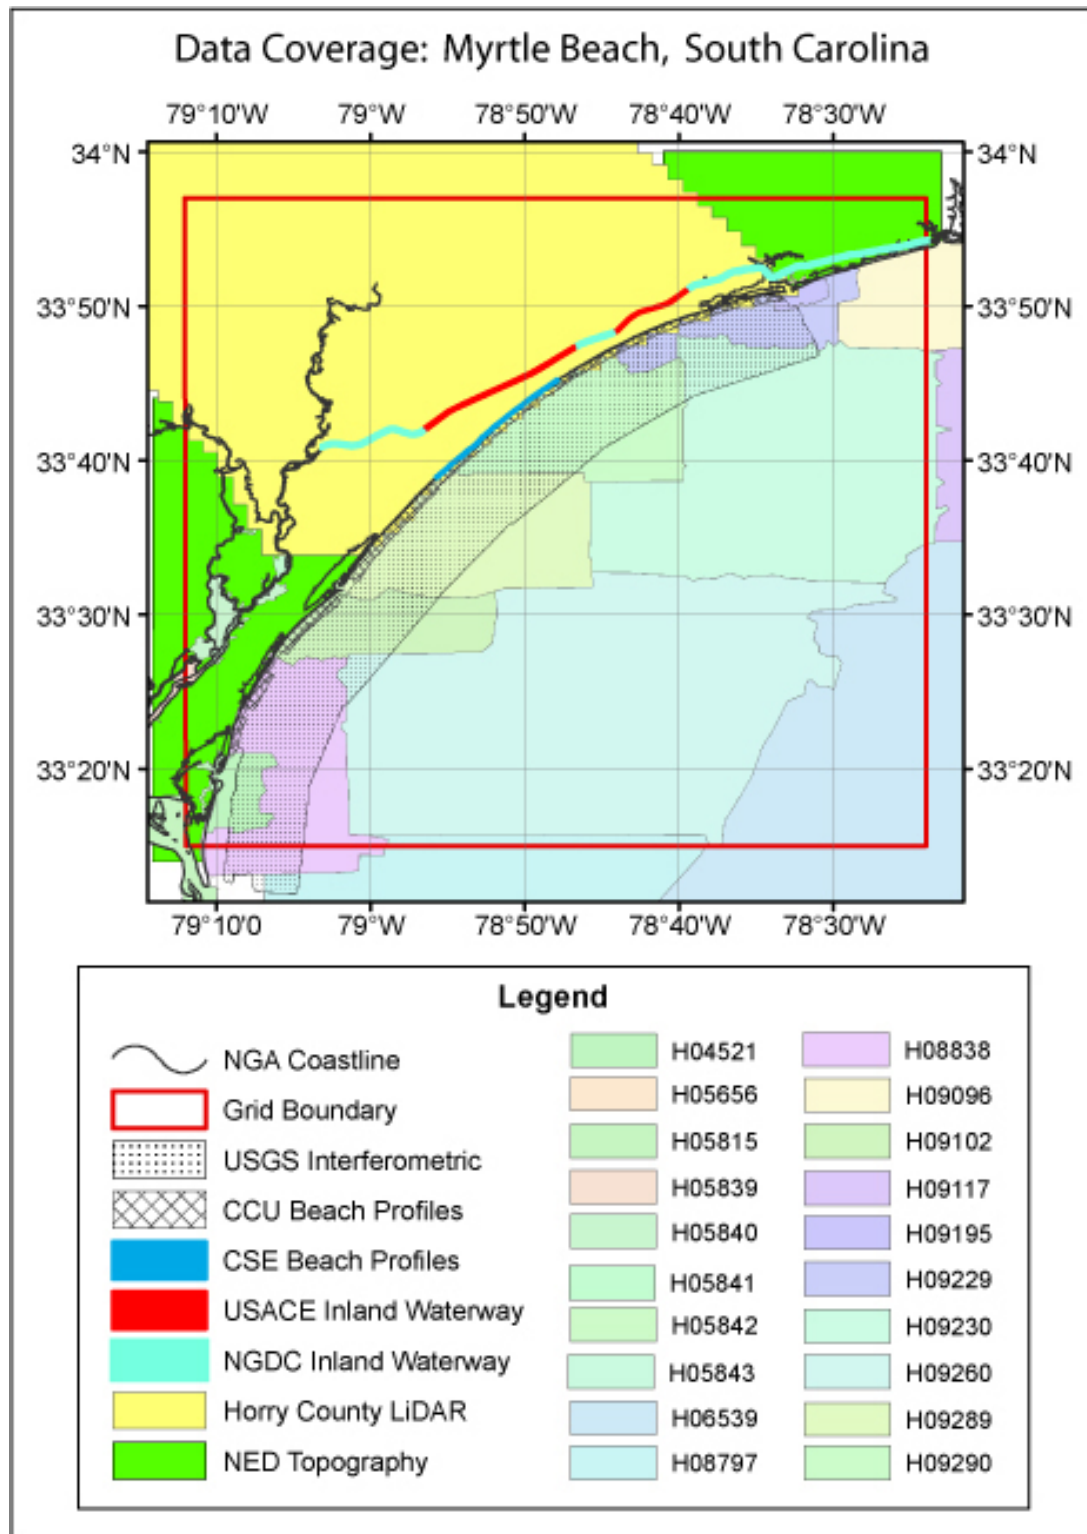 Data Coverage: Myrtle Beach, South Carolina
79°10'W 79°W 78°50'W 78°40'W 78°30'W
34°N 34°N
33°50'N 33°50'N
33°40'N 33°40'N
33°30'N 33°30'N
33°20'N 33°20'N
79°10'0 79°W 78°50'W 78°40'W 78°30'W
Legend
NGA Coastline
Grid Boundary
USGS Interferometric
CCU Beach Profiles
CSE Beach Profiles
USACE Inland Waterway
NGDC Inland Waterway
Horry County LiDAR
NED Topography
H04521
H05656
H05815
H05839
H05840
H05841
H05842
H05843
H06539
H08797
H08838
H09096
H09102
H09117
H09195
H09229
H09230
H09260
H09289
H09290